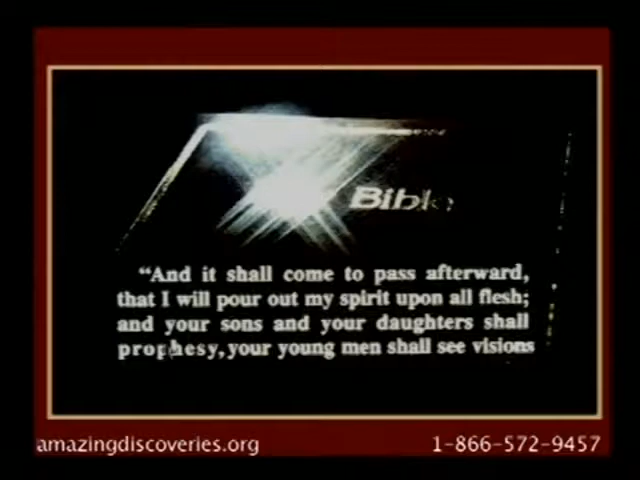 Bible
“And it shall come to pass afterward,
that I will pour out my spirit upon all flesh;
and your sons and your daughters shall
prophesy, your young men shall see visions
amazingdiscoveries.org
1-866-572-9457